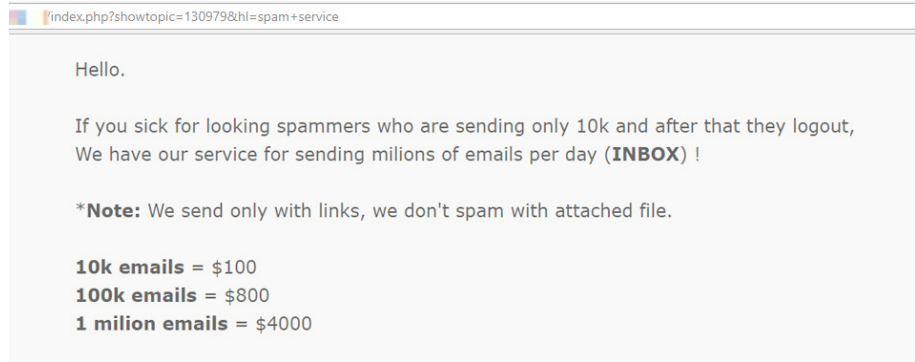 /index.php?showtopic=130979&hl=spam+service
Hello.
If you sick for looking spammers who are sending only 10k and after that they logout,
We have our service for sending milions of emails per day (INBOX) !
*Note: We send only with links, we don't spam with attached file.
10k emails = $100
100k emails = $800
1 milion emails = $4000